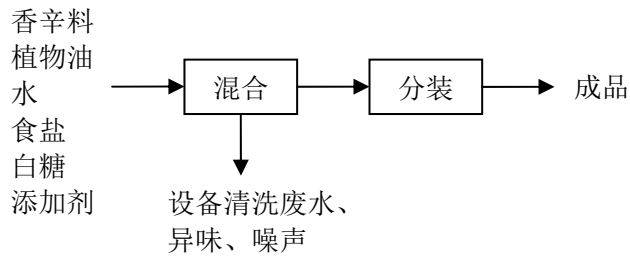 香辛料
植物油
水
食盐
白糖
添加剂
混合
分装
成品
设备清洗废水、
异味、噪声